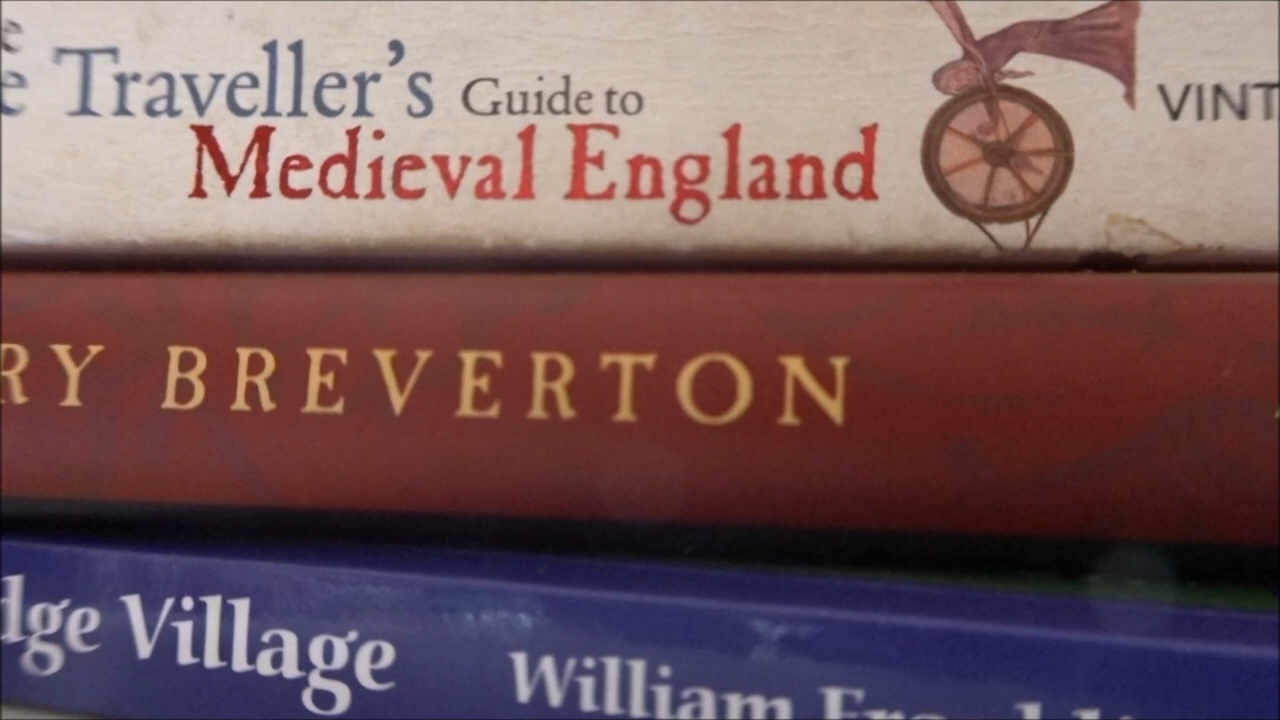 e
e Traveller's Guide to
Medieval England
VINT
RY BREVERTON
dge Village William